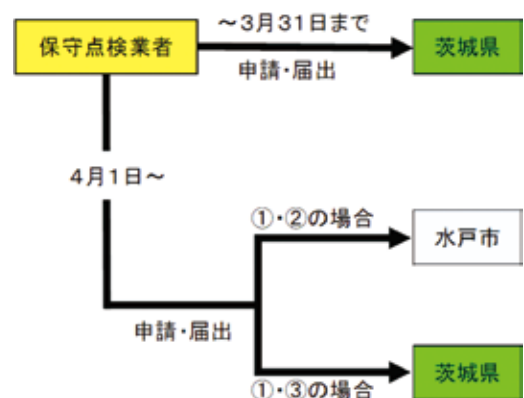 ～3月31日まで
保守点検業者
茨城県
申請・届出
4月1日～
①・②の場合
水戸市
申請・届出
茨城県
①・③の場合